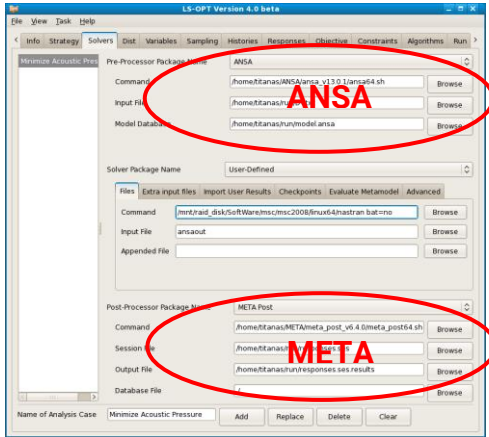 LS-OPT Version 4.0 beta
File View Task Help
Info Strategy Solvers Dist Variables Sampling Histories Responses Objective Constraints Algorithms Run
Minimize Acoustic Pres
Pre-Processor Package Name ANSA
Command /home/titanas/ANSA/ansa_v13.0.1/ansa64.sh Browse
Input File /home/titanas/run/ Browse
Model Database /home/titanas/run/model.ansa Browse
ANSA
Solver Package Name User-Defined
Files Extra input files Import User Results Checkpoints Evaluate Metamodel Advanced
Command /mnt/raid_disk/SoftWare/msc/msc2008/linux64/nastran bat=no Browse
Input File ansaout
Appended File Browse
Post-Processor Package Name META Post
Command /home/titanas/META/meta_post_v6.4.0/meta_post64.sh Browse
Session File /home/titanas/run/responses.ses Browse
Output File /home/titanas/run/responses.ses.results Browse
Database File ./ Browse
META
Name of Analysis Case Minimize Acoustic Pressure Add Replace Delete Clear